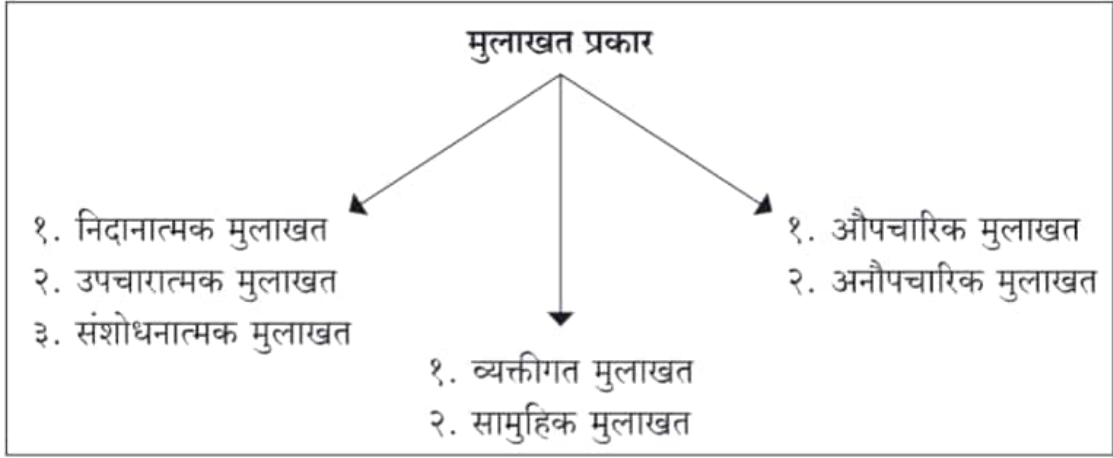 मुलाखत प्रकार
१. निदानात्मक मुलाखत
२. उपचारात्मक मुलाखत
३. संशोधनात्मक मुलाखत
१. व्यक्तीगत मुलाखत
२. सामुहिक मुलाखत
१. औपचारिक मुलाखत
२. अनौपचारिक मुलाखत